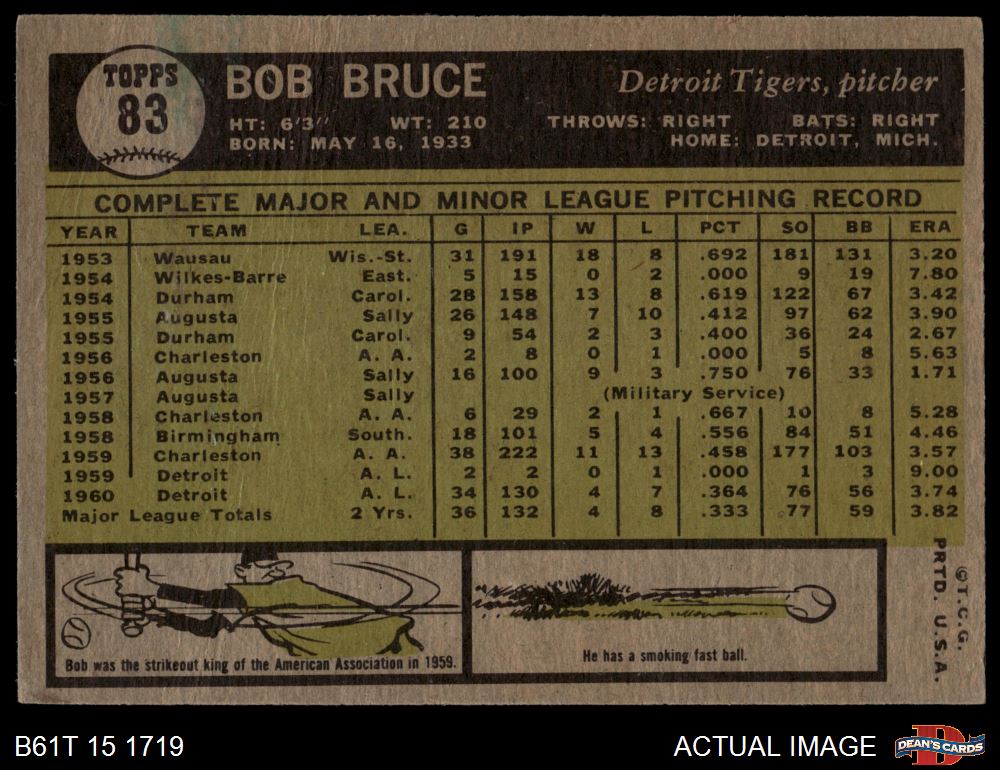 TOPPS
83
BOB BRUCE
Detroit Tigers, pitcher
HT: 6'3" WT: 210 THROWS: RIGHT BATS: RIGHT
BORN: MAY 16, 1933 HOME: DETROIT, MICH.
COMPLETE MAJOR AND MINOR LEAGUE PITCHING RECORD
YEAR TEAM LEA. G IP W L PCT SO BB ERA
1953 Wausau Wis.-St. 31 191 18 8 .692 181 131 3.20
1954 Wilkes-Barre East. 5 15 0 2 .000 9 19 7.80
1954 Durham Carol. 28 158 13 8 .619 122 67 3.42
1955 Augusta Sally 26 148 7 10 .412 97 62 3.90
1955 Durham Carol. 9 54 2 3 .400 36 24 2.67
1956 Charleston A. A. 2 8 0 1 .000 5 8 5.63
1956 Augusta Sally 16 100 9 3 .750 76 33 1.71
1957 Augusta Sally (Military Service)
1958 Charleston A. A. 6 29 2 1 .667 10 8 5.28
1958 Birmingham South. 18 101 5 4 .556 84 51 4.46
1959 Charleston A. A. 38 222 11 13 .458 177 103 3.57
1959 Detroit A. L. 2 2 0 1 .000 1 3 9.00
1960 Detroit A. L. 34 130 4 7 .364 76 56 3.74
Major League Totals 2 Yrs. 36 132 4 8 .333 77 59 3.82
Bob was the strikeout king of the American Association in 1959.
He has a smoking fast ball.
©T.C.G.
PRTD. U.S.A.
B61T 15 1719
ACTUAL IMAGE
DEAN'S CARDS